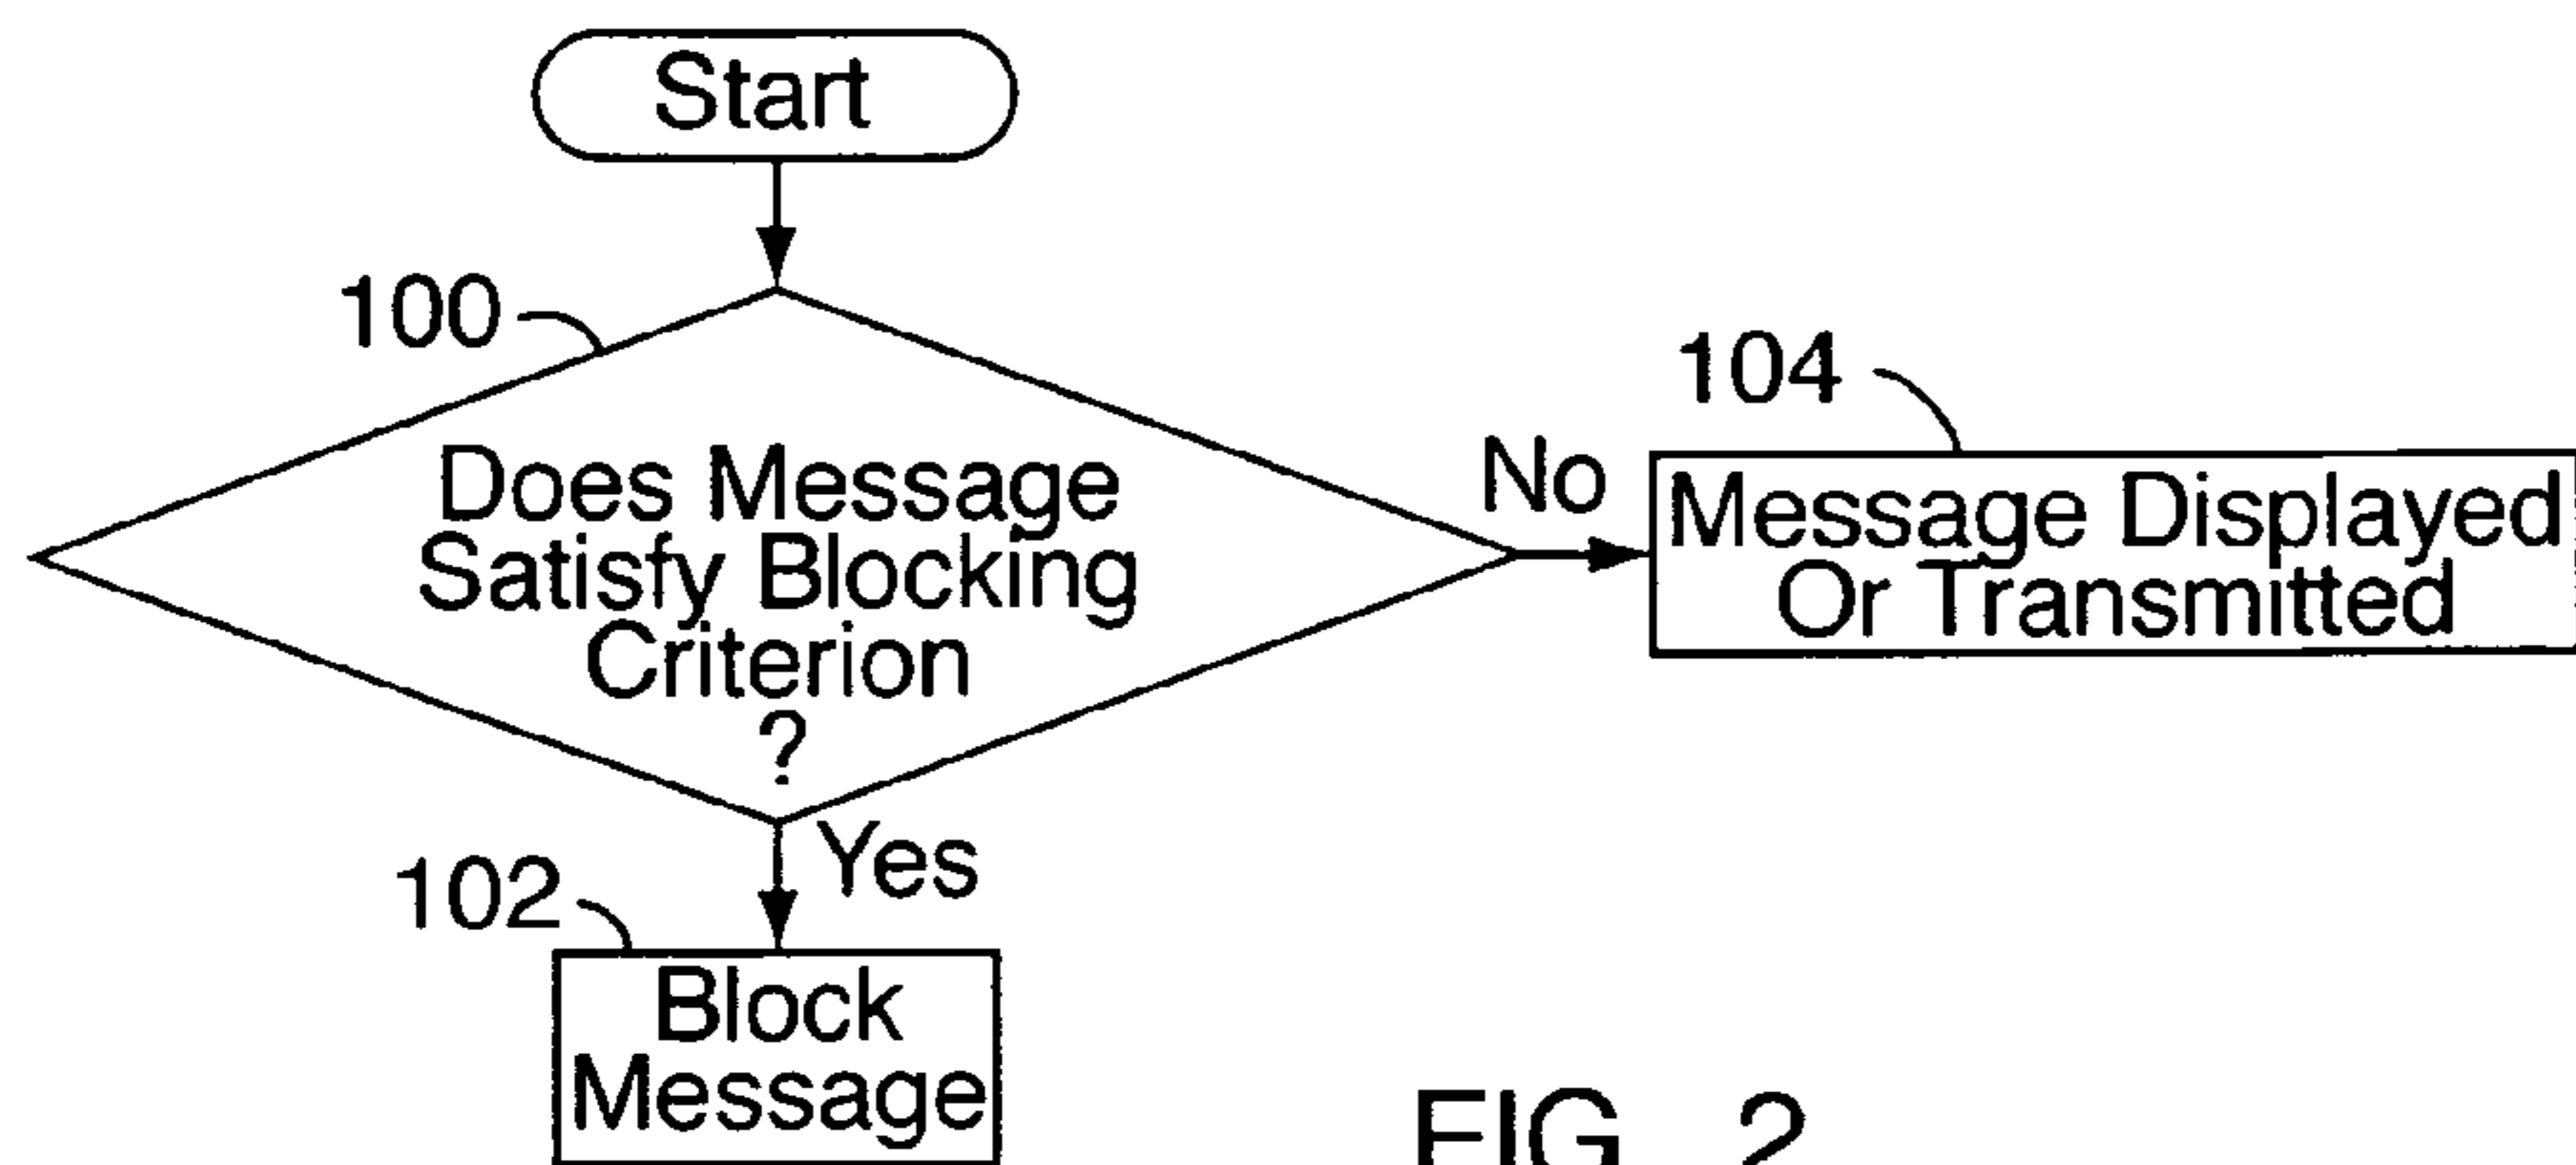 Start
100
Does Message
Satisfy Blocking
Criterion
?
No
104
Message Displayed
Or Transmitted
Yes
102
Block
Message
FIG. 2